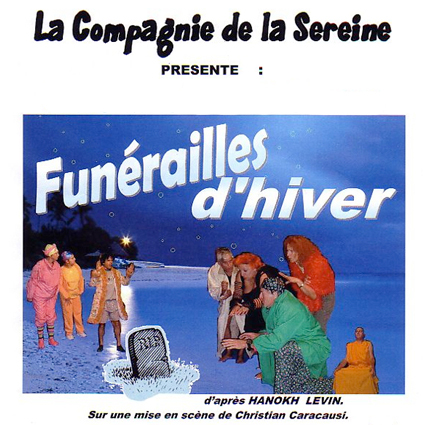 La Compagnie de la Sereine
PRESENTE :
Funérailles
d'hiver
RIP
d'après HANOKH LEVIN.
Sur une mise en scène de Christian Caracausi.